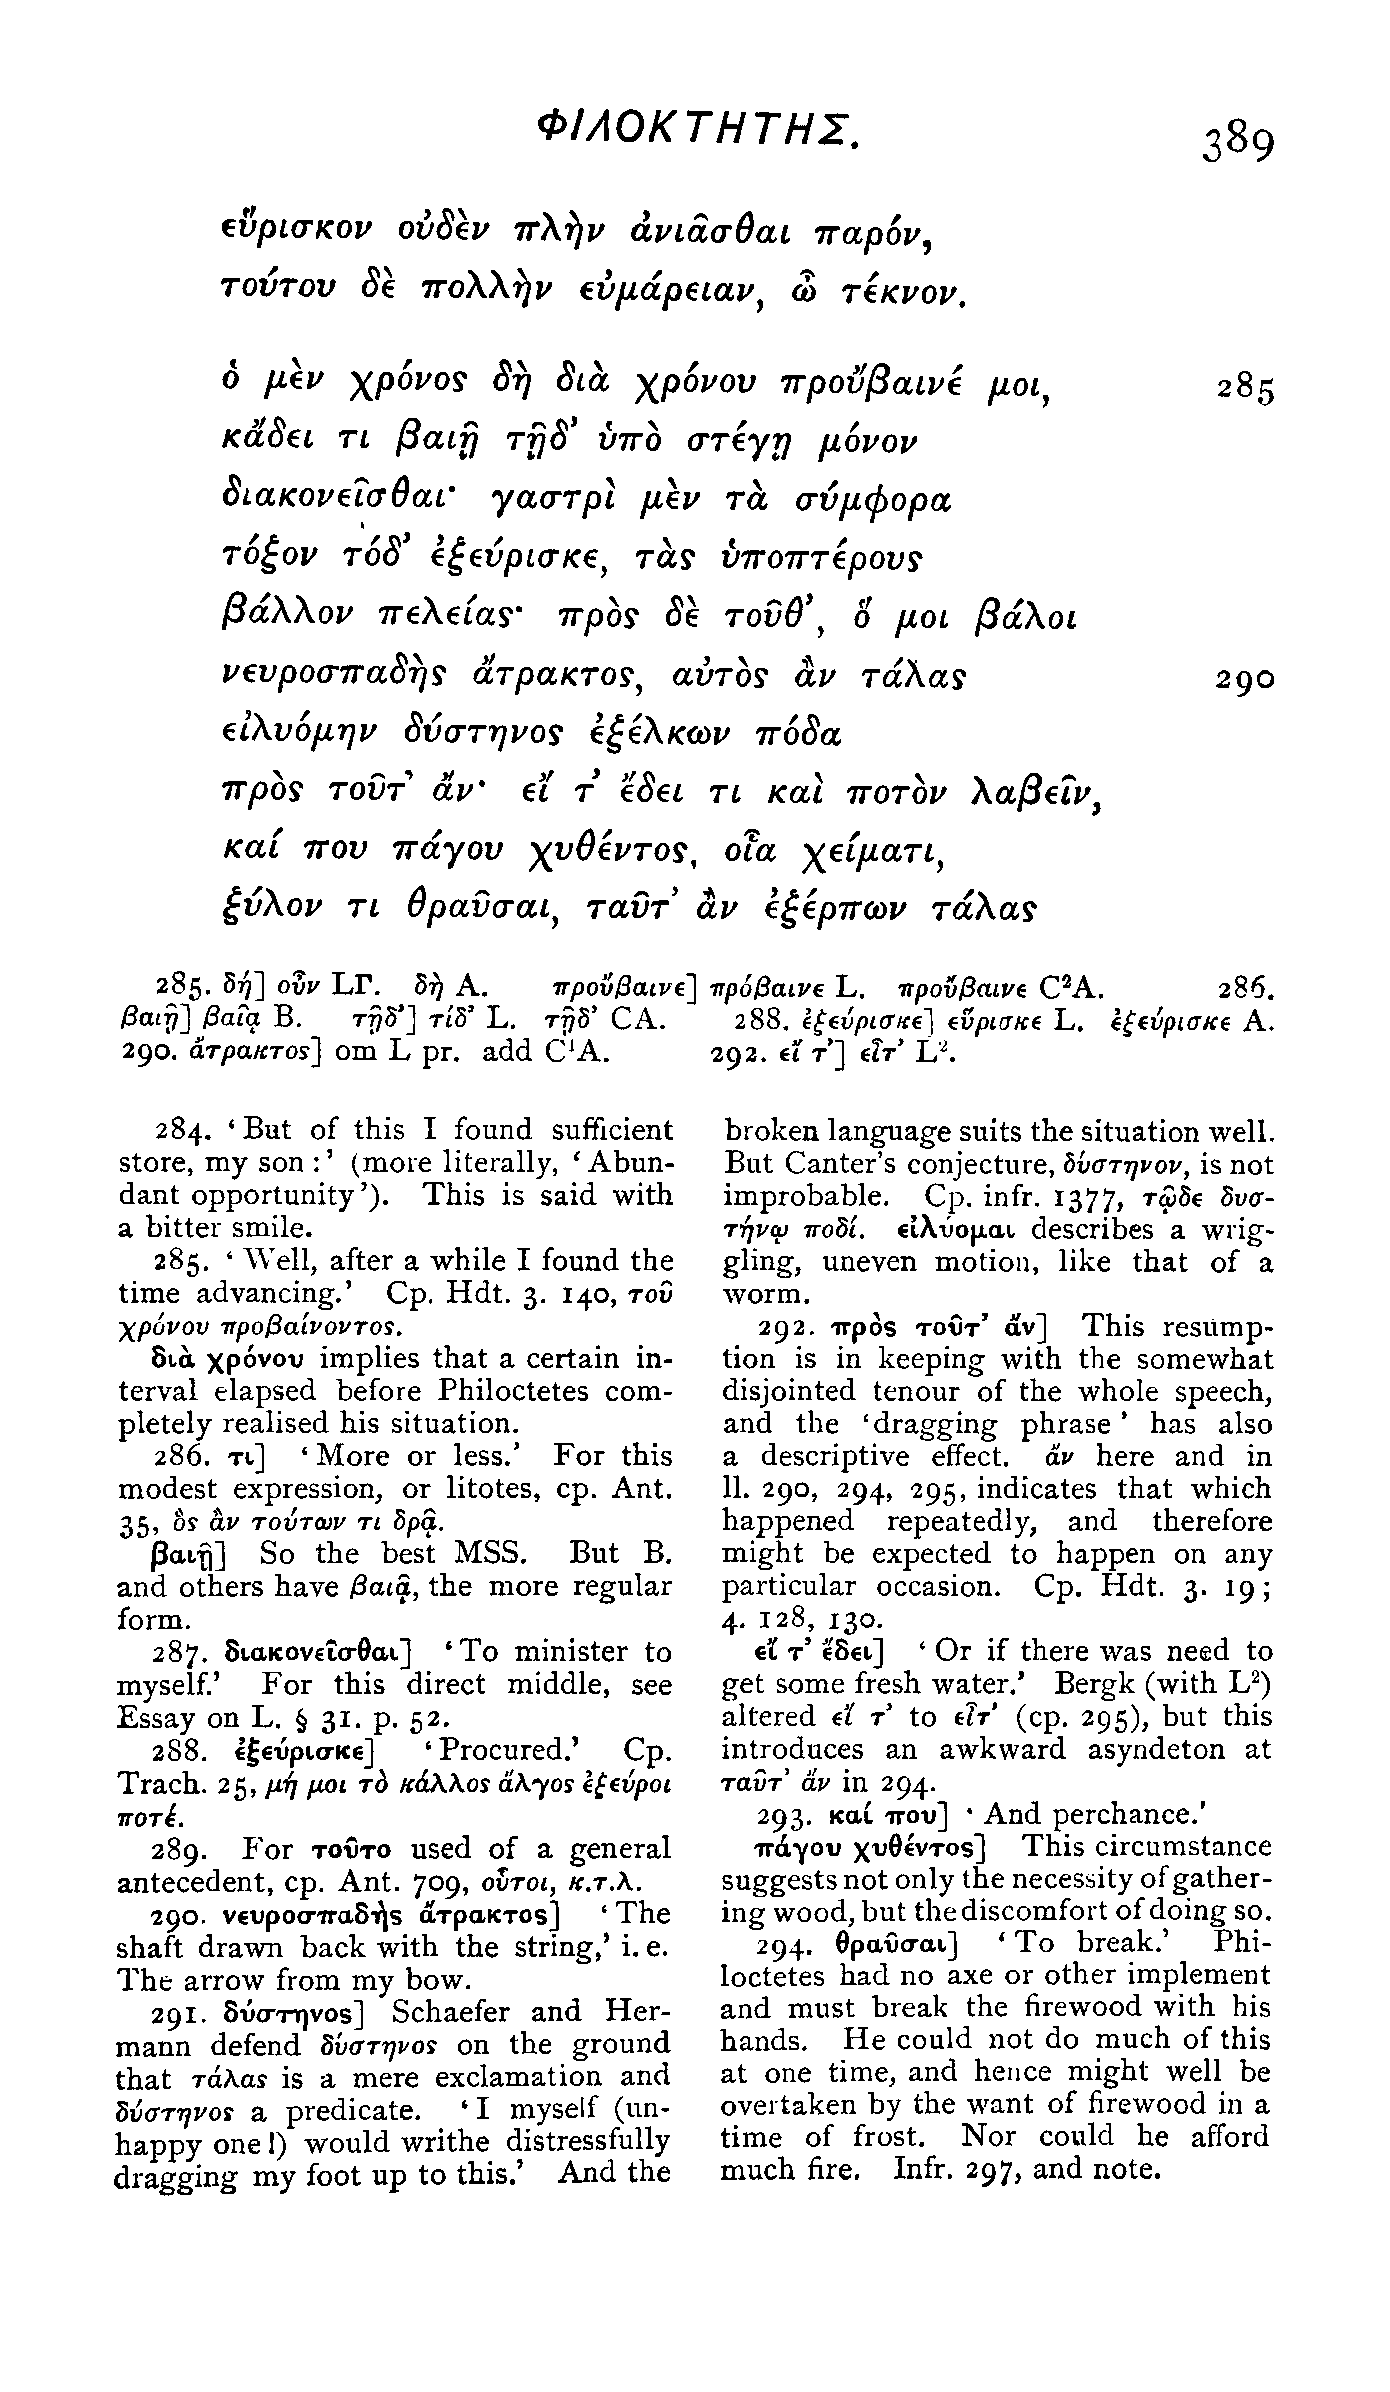 ΦΙΛΟΚΤΗΤΗΣ.
389
εὕρισκον οὐδὲν πλὴν ἀνιᾶσθαι παρόν,
τούτου δὲ πολλὴν εὐμάρειαν, ὦ τέκνον.
ὁ μὲν χρόνος δὴ διὰ χρόνου προὔβαινέ μοι, 285
κἄδει τι βαιῇ τῇδ’ ὑπὸ στέγῃ μόνον
διακονεῖσθαι· γαστρὶ μὲν τὰ σύμφορα
τόξον τόδ’ ἐξεύρισκε, τὰς ὑποπτέρους
βάλλον πελείας· πρὸς δὲ τοῦθ’, ὅ μοι βάλοι
νευροσπαδὴς ἄτρακτος, αὐτὸς ἂν τάλας 290
εἰλυόμην δύστηνος ἐξέλκων πόδα
πρὸς τοῦτ’ ἄν· εἴ τ’ ἔδει τι καὶ ποτὸν λαβεῖν,
καί που πάγου χυθέντος, οἷα χείματι,
ξύλον τι θραῦσαι, ταῦτ’ ἂν ἐξέρπων τάλας
285. δή] οὖν LΓ. δὴ A. προὔβαινε] πρόβαινε L. προὔβαινε C²A. 286.
βαιῇ] βαῖᾳ B. τῇδ’] τίδ’ L. τῇδ’ CA. 288. ἐξεύρισκε] εὕρισκε L. ἐξεύρισκε A.
290. ἄτρακτος] om L pr. add C¹A. 292. εἴ τ’] εἶτ’ L².
284. ‘But of this I found sufficient
store, my son:’ (more literally, ‘Abun-
dant opportunity’). This is said with
a bitter smile.
285. ‘Well, after a while I found the
time advancing.’ Cp. Hdt. 3. 140, τοῦ
χρόνου προβαίνοντος.
διὰ χρόνου implies that a certain in-
terval elapsed before Philoctetes com-
pletely realised his situation.
286. τι] ‘More or less.’ For this
modest expression, or litotes, cp. Ant.
35, ὃς ἂν τούτων τι δρᾷ.
βαιῇ] So the best MSS. But B.
and others have βαιᾷ, the more regular
form.
287. διακονεῖσθαι] ‘To minister to
myself.’ For this direct middle, see
Essay on L. § 31. p. 52.
288. ἐξεύρισκε] ‘Procured.’ Cp.
Trach. 25, μή μοι τὸ κάλλος ἄλγος ἐξεύροι
ποτέ.
289. For τοῦτο used of a general
antecedent, cp. Ant. 709, οὗτοι, κ.τ.λ.
290. νευροσπαδὴς ἄτρακτος] ‘The
shaft drawn back with the string,’ i. e.
The arrow from my bow.
291. δύστηνος] Schaefer and Her-
mann defend δύστηνος on the ground
that τάλας is a mere exclamation and
δύστηνος a predicate. ‘I myself (un-
happy one!) would writhe distressfully
dragging my foot up to this.’ And the
broken language suits the situation well.
But Canter’s conjecture, δύστηνον, is not
improbable. Cp. infr. 1377, τῷδε δυσ-
τήνῳ ποδί. εἰλύομαι describes a wrig-
gling, uneven motion, like that of a
worm.
292. πρὸς τοῦτ’ ἄν] This resump-
tion is in keeping with the somewhat
disjointed tenour of the whole speech,
and the ‘dragging phrase’ has also
a descriptive effect. ἄν here and in
ll. 290, 294, 295, indicates that which
happened repeatedly, and therefore
might be expected to happen on any
particular occasion. Cp. Hdt. 3. 19;
4. 128, 130.
εἴ τ’ ἔδει] ‘Or if there was need to
get some fresh water.’ Bergk (with L²)
altered εἴ τ’ to εἶτ’ (cp. 295), but this
introduces an awkward asyndeton at
ταῦτ’ ἄν in 294.
293. καί που] ‘And perchance.’
πάγου χυθέντος] This circumstance
suggests not only the necessity of gather-
ing wood, but the discomfort of doing so.
294. θραῦσαι] ‘To break.’ Phi-
loctetes had no axe or other implement
and must break the firewood with his
hands. He could not do much of this
at one time, and hence might well be
overtaken by the want of firewood in a
time of frost. Nor could he afford
much fire. Infr. 297, and note.